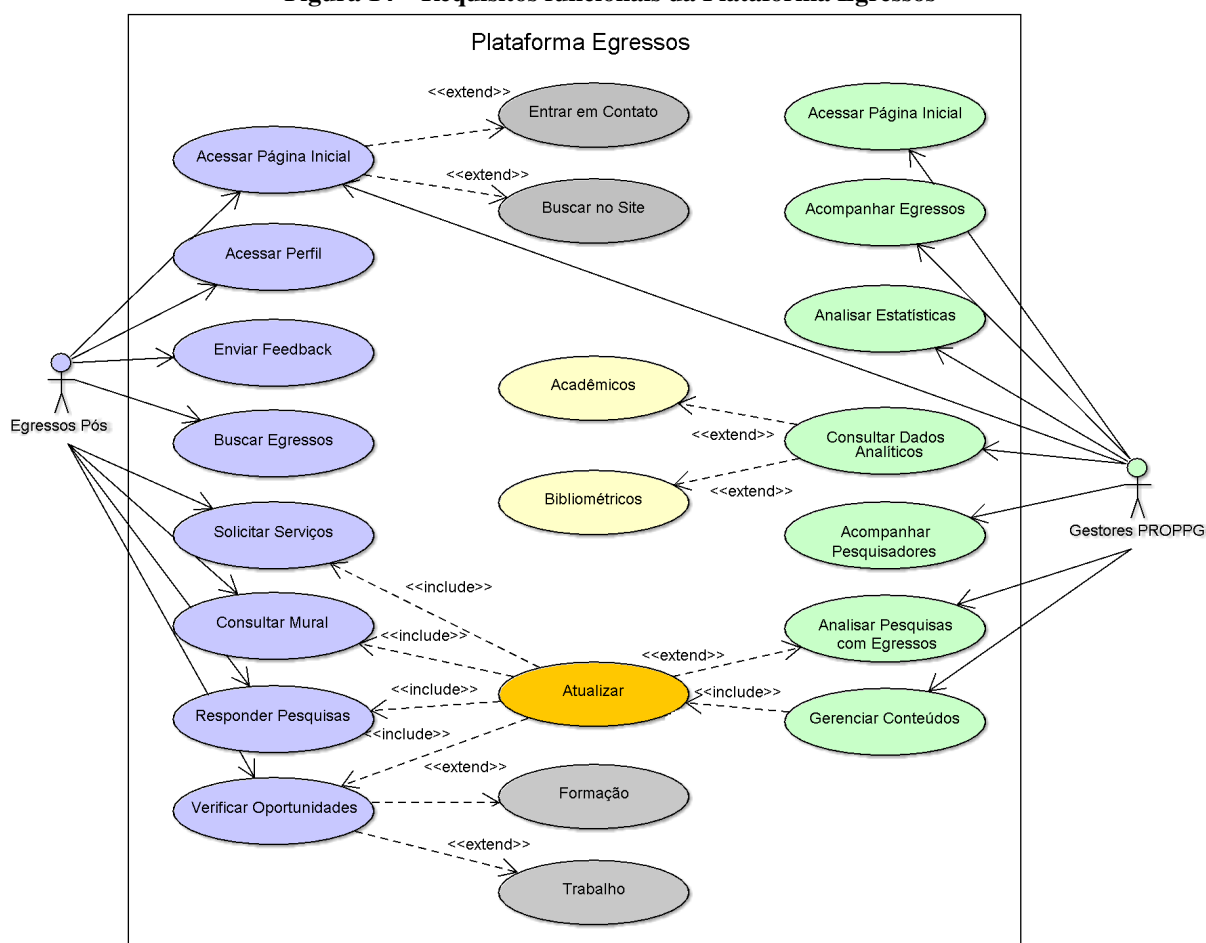 Plataforma Egressos
<<extend>>
Entrar em Contato
Acessar Página Inicial
Acessar Página Inicial
<<extend>>
Buscar no Site
Acompanhar Egressos
Acessar Perfil
Analisar Estatísticas
Enviar Feedback
Acadêmicos
Egressos Pós
Buscar Egressos
<<extend>>
Consultar Dados
Analíticos
Bibliométricos
<<extend>>
Solicitar Serviços
Acompanhar
Pesquisadores
Gestores PROPPG
<<include>>
Consultar Mural
<<include>>
Analisar Pesquisas
com Egressos
<<extend>>
Atualizar
<<include>>
<<include>>
Responder Pesquisas
Gerenciar Conteúdos
<<include>>
<<extend>>
Formação
Verificar Oportunidades
<<extend>>
Trabalho